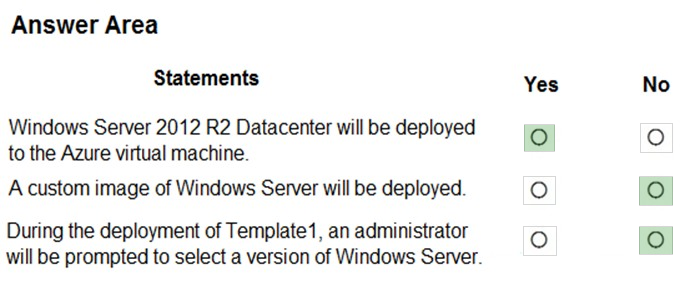 Answer Area
Statements
Yes
No
Windows Server 2012 R2 Datacenter will be deployed
to the Azure virtual machine.
A custom image of Windows Server will be deployed.
During the deployment of Template1, an administrator
will be prompted to select a version of Windows Server.